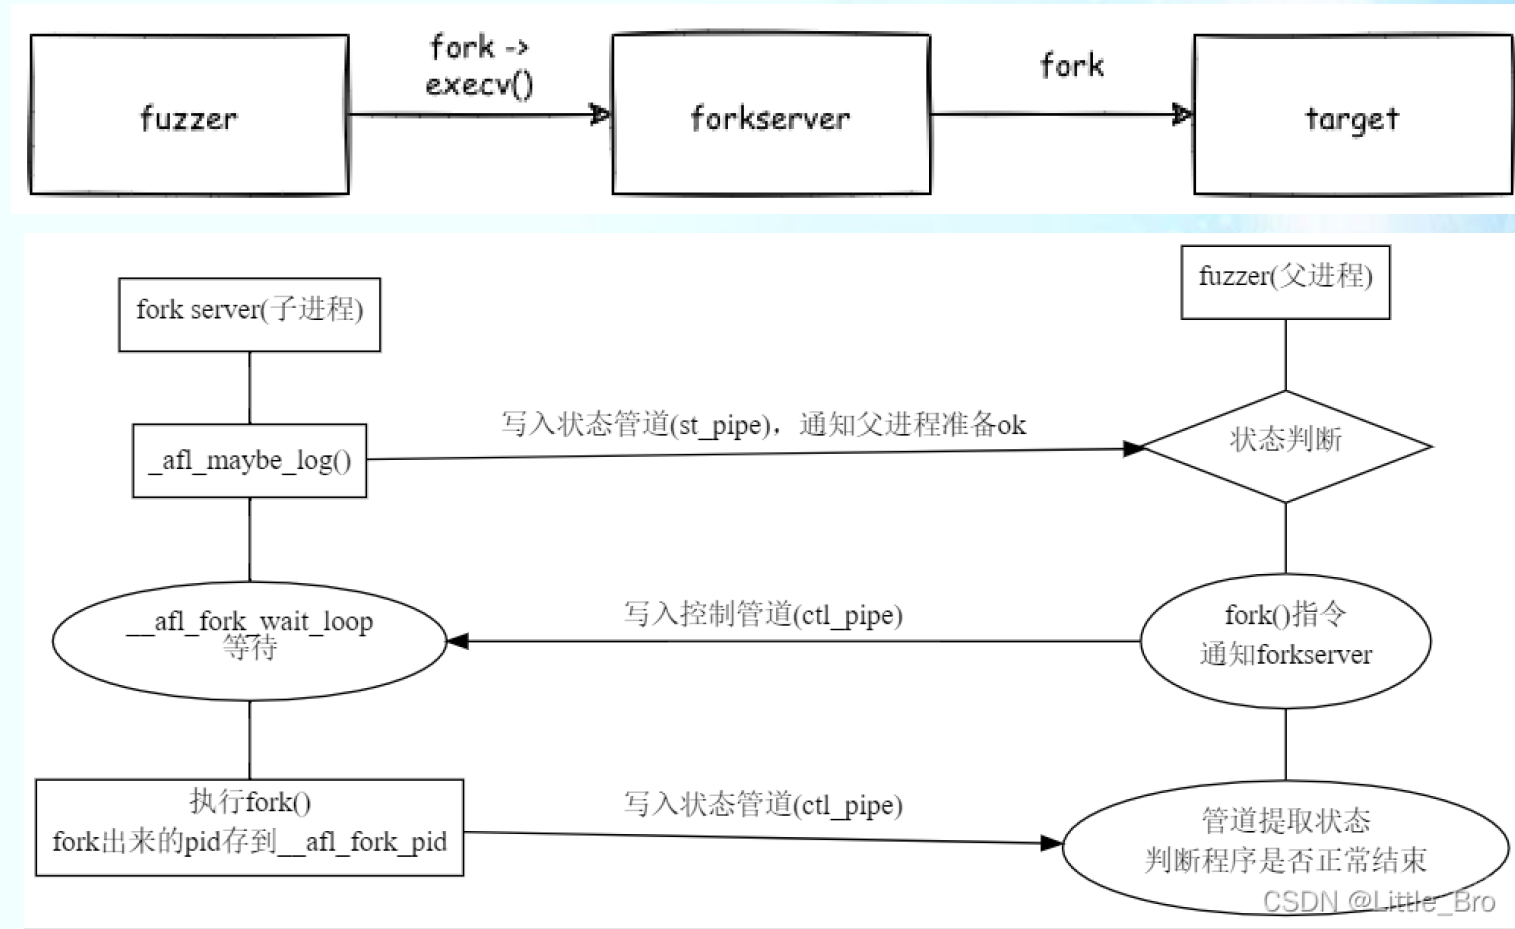 fork ->
execv()
fork
fuzzer
forkserver
target
fork server(子进程)
fuzzer(父进程)
写入状态管道(st_pipe)，通知父进程准备ok
_afl_maybe_log()
状态判断
__afl_fork_wait_loop
等待
写入控制管道(ctl_pipe)
fork()指令
通知forkserver
执行fork()
fork出来的pid存到__afl_fork_pid
写入状态管道(ctl_pipe)
管道提取状态
判断程序是否正常结束
CSDN @Little_Bro